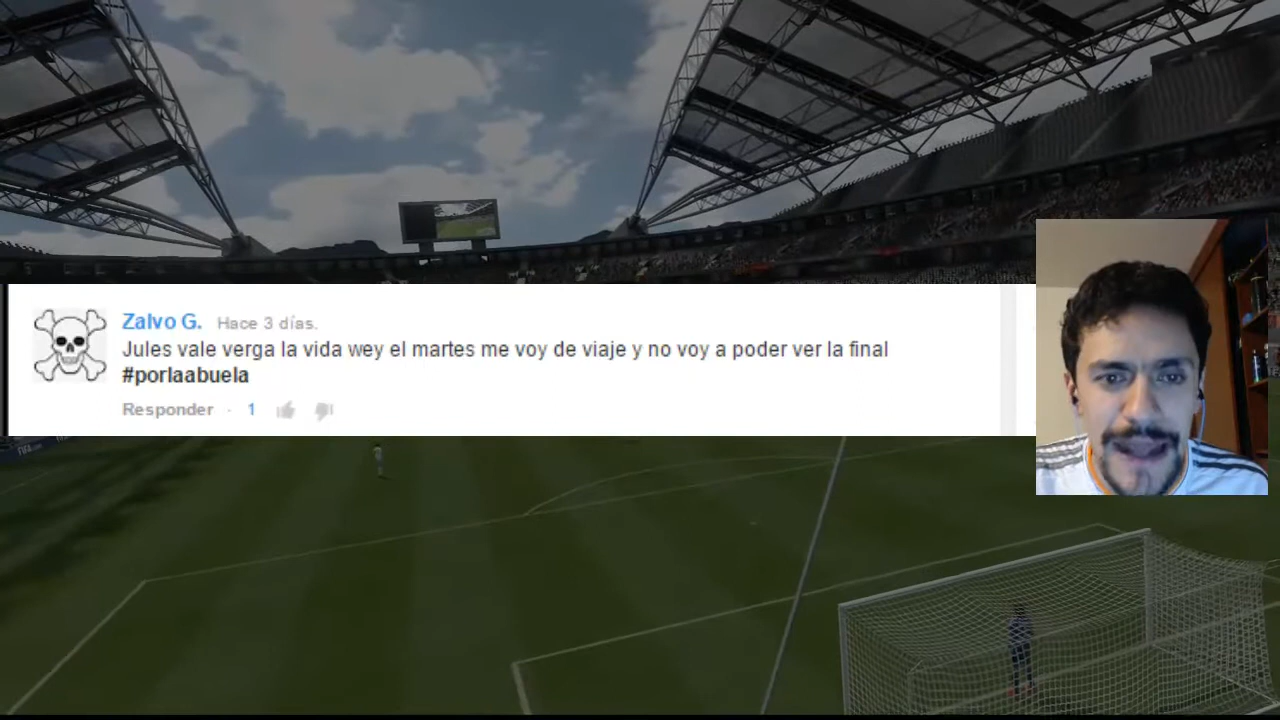 Zalvo G. Hace 3 días.
Jules vale verga la vida wey el martes me voy de viaje y no voy a poder ver la final
#porlaabuela
Responder · 1